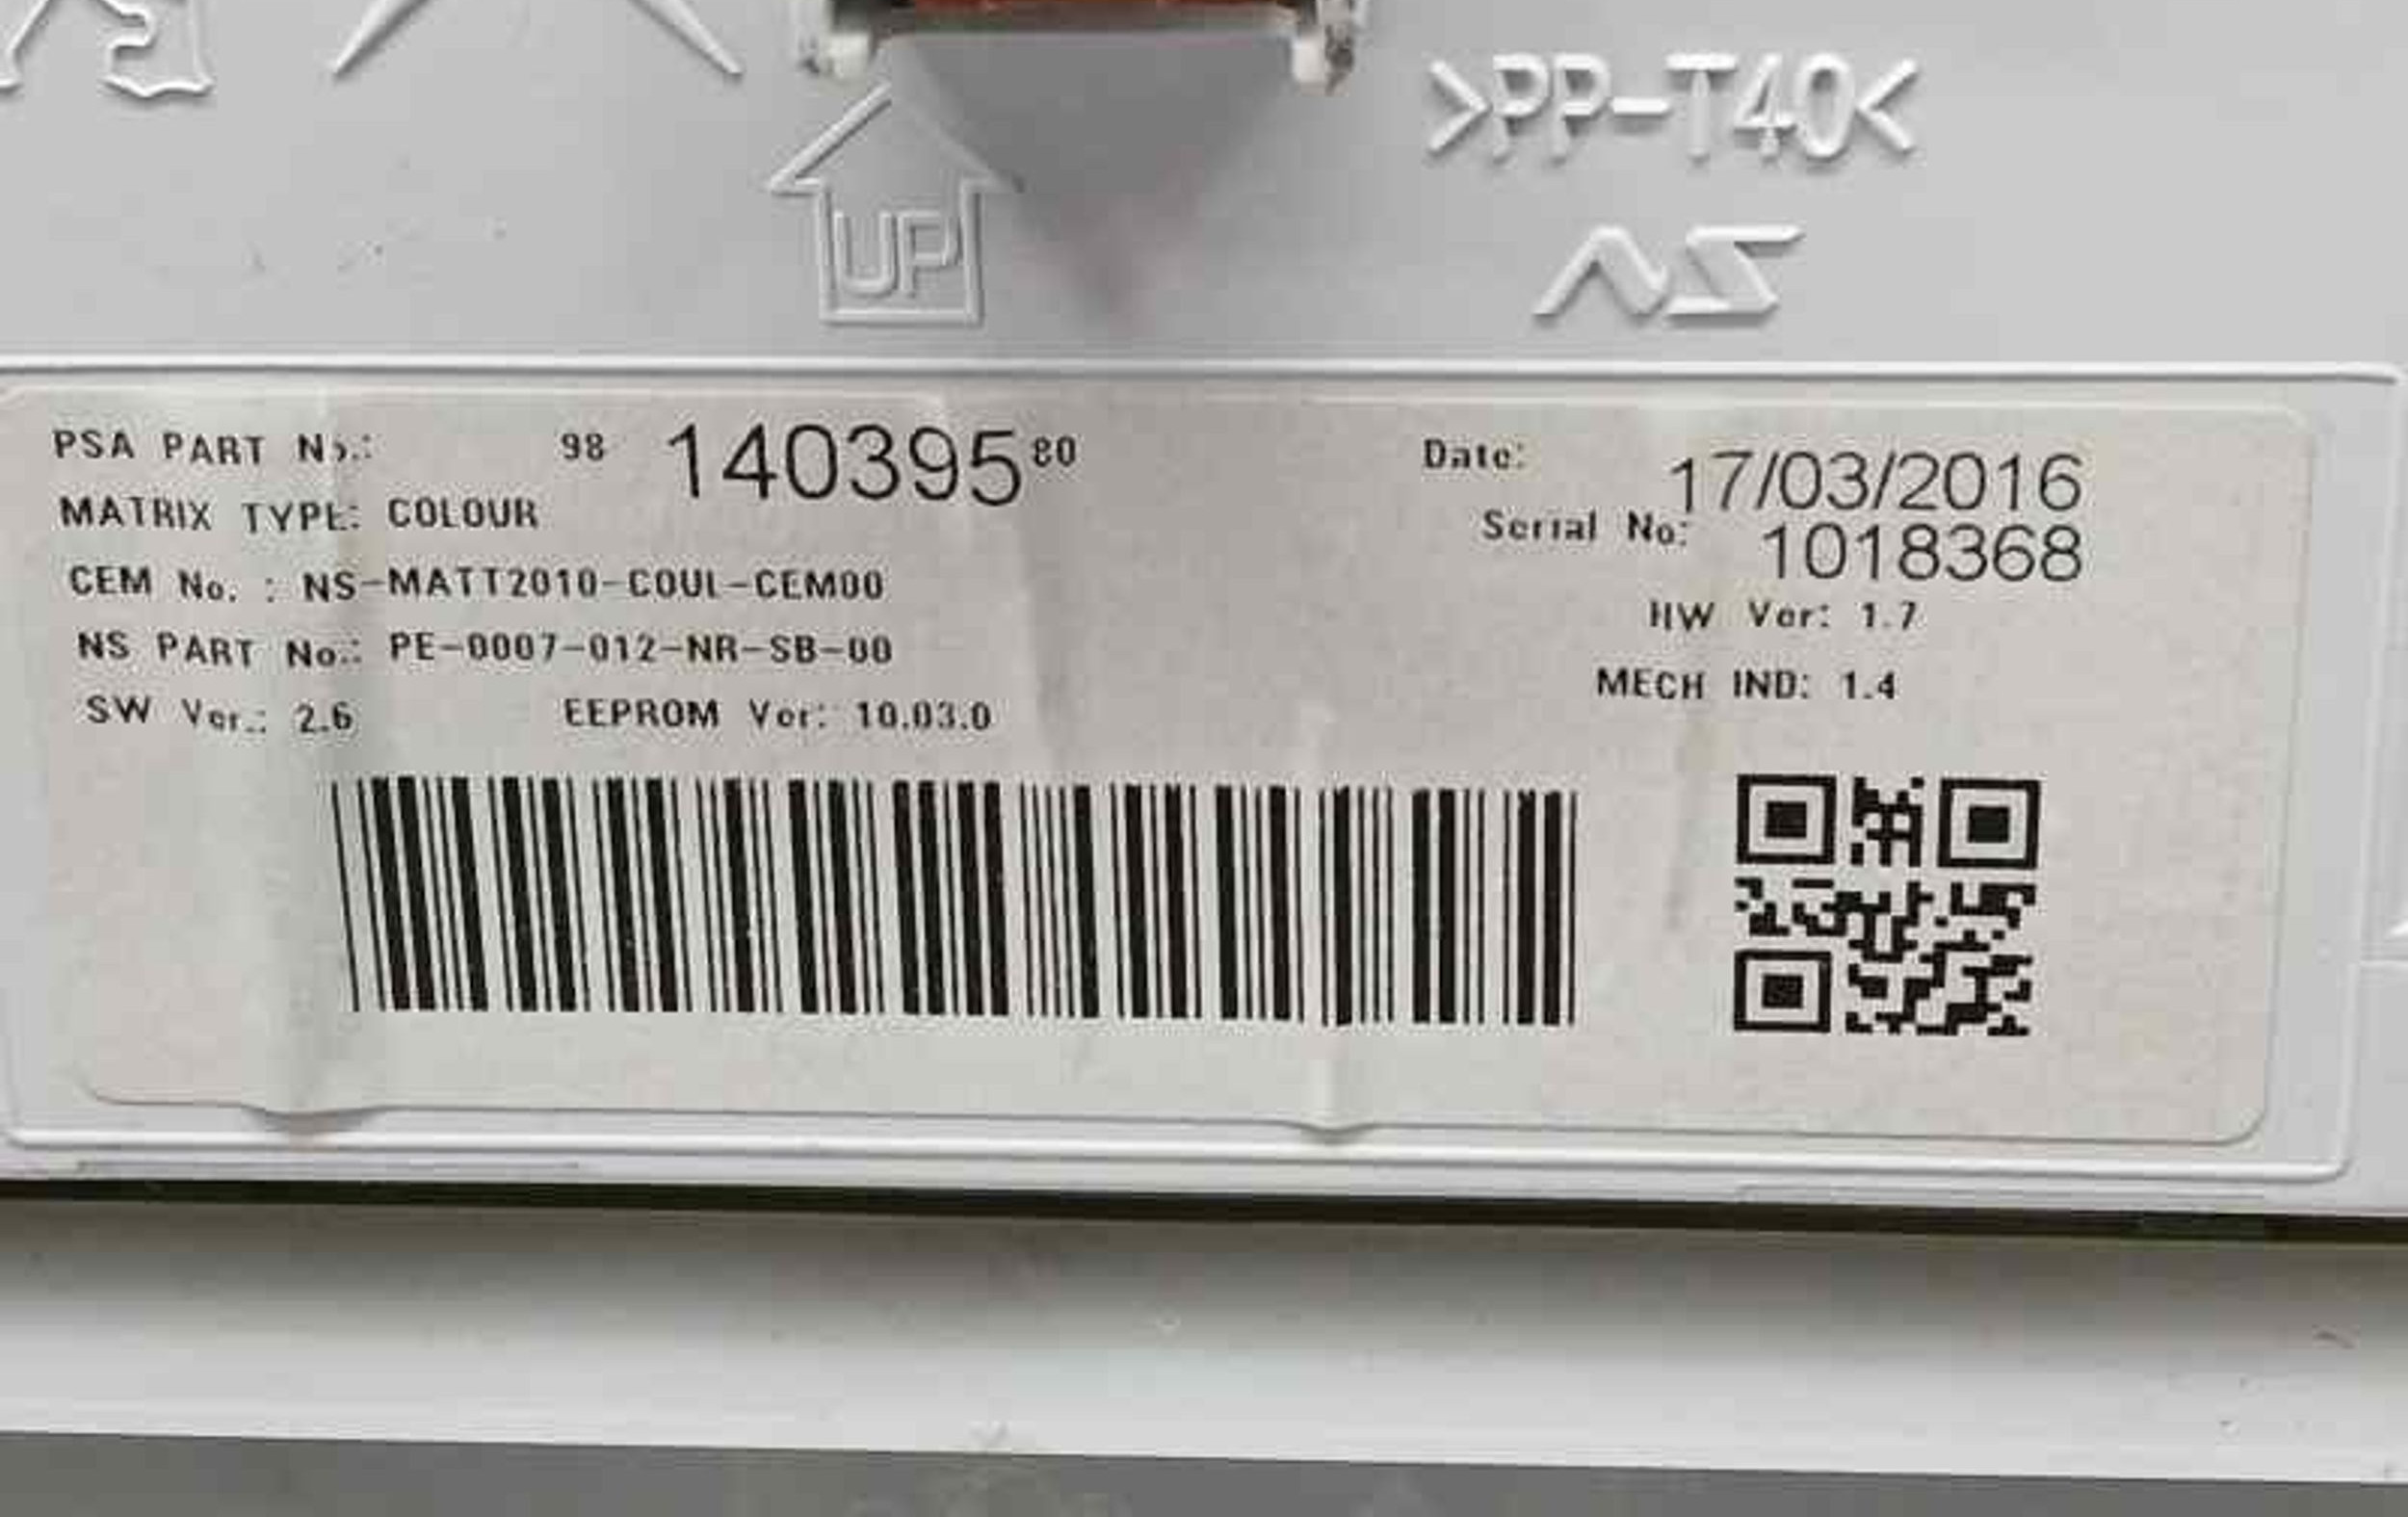 >PP-T40<
UP
NS
PSA PART No.: 98 140395 80
Date: 17/03/2016
MATRIX TYPE: COLOUR
Serial No: 1018368
CEM No. : NS-MATT2010-COUL-CEM00
HW Ver: 1.7
NS PART No.: PE-0007-012-NR-SB-00
MECH IND: 1.4
SW Ver.: 2.6 EEPROM Ver: 10.03.0